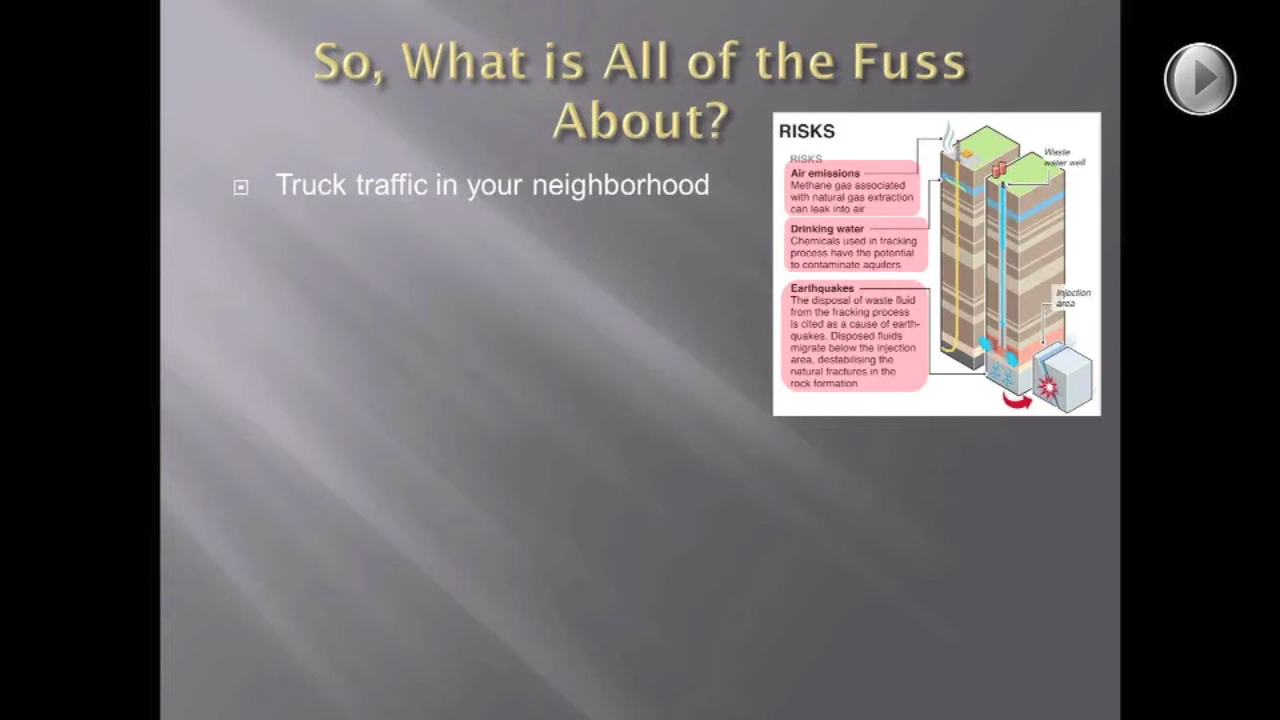 So, What is All of the Fuss
About?
Truck traffic in your neighborhood
RISKS
RISKS
Air emissions
Methane gas associated
with natural gas extraction
can leak into air
Drinking water
Chemicals used in fracking
process have the potential
to contaminate aquifers
Earthquakes
The disposal of waste fluid
from the fracking process
is cited as a cause of earth-
quakes. Disposed fluids
migrate below the injection
area, destabilising the
natural fractures in the
rock formation
Waste
water well
Injection
area